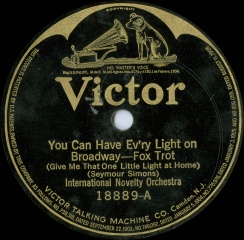 HIS MASTER'S VOICE
Victor
You Can Have Ev'ry Light on
Broadway—Fox Trot
(Give Me That One Little Light at Home)
(Seymour Simons)
International Novelty Orchestra
18889-A
VICTOR TALKING MACHINE CO. Camden, N.J.